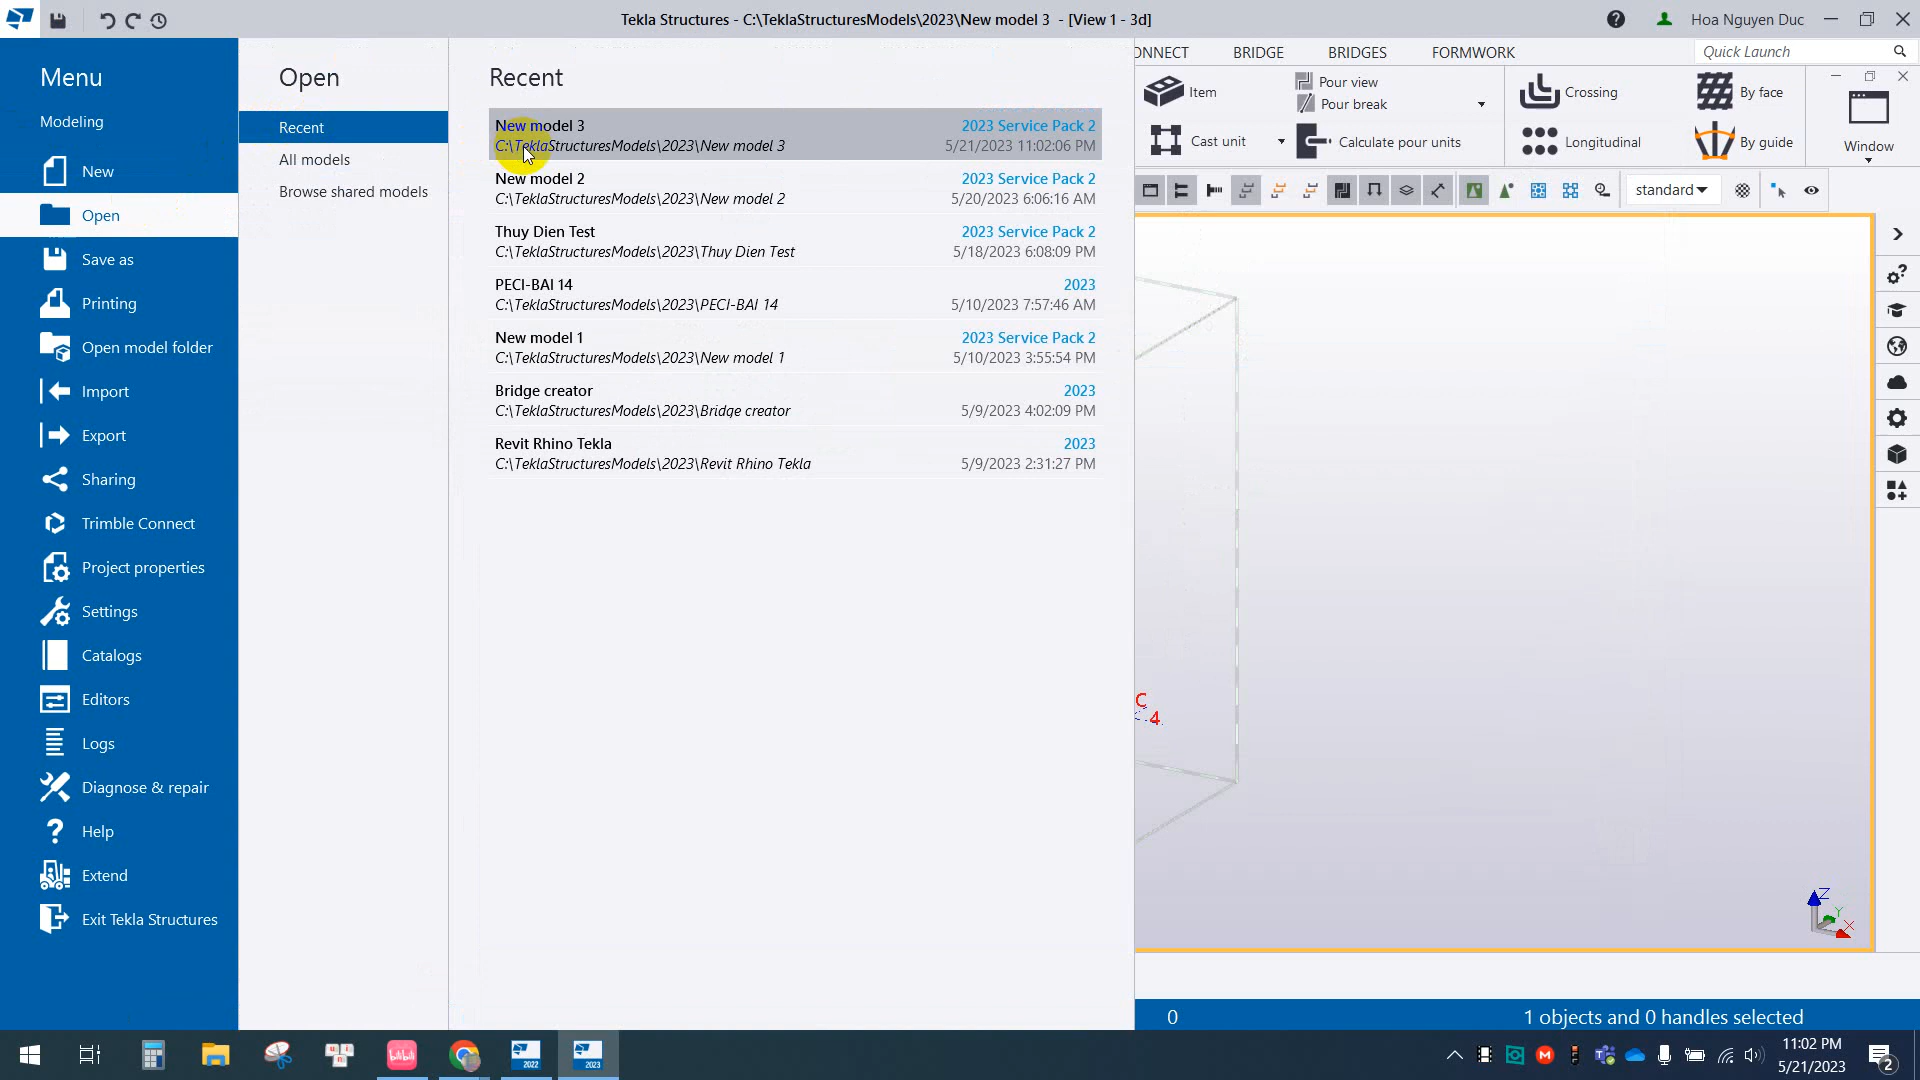 Tekla Structures - C:\TeklaStructuresModels\2023\New model 3 - [View 1 - 3d]
Hoa Nguyen Duc
Menu
Modeling
New
Open
Save as
Printing
Open model folder
Import
Export
Sharing
Trimble Connect
Project properties
Settings
Catalogs
Editors
Logs
Diagnose & repair
Help
Extend
Exit Tekla Structures
Open
Recent
All models
Browse shared models
Recent
New model 3 2023 Service Pack 2
C:\TeklaStructuresModels\2023\New model 3 5/21/2023 11:02:06 PM
New model 2 2023 Service Pack 2
C:\TeklaStructuresModels\2023\New model 2 5/20/2023 6:06:16 AM
Thuy Dien Test 2023 Service Pack 2
C:\TeklaStructuresModels\2023\Thuy Dien Test 5/18/2023 6:08:09 PM
PECI-BAI 14 2023
C:\TeklaStructuresModels\2023\PECI-BAI 14 5/10/2023 7:57:46 AM
New model 1 2023 Service Pack 2
C:\TeklaStructuresModels\2023\New model 1 5/10/2023 3:55:54 PM
Bridge creator 2023
C:\TeklaStructuresModels\2023\Bridge creator 5/9/2023 4:02:09 PM
Revit Rhino Tekla 2023
C:\TeklaStructuresModels\2023\Revit Rhino Tekla 5/9/2023 2:31:27 PM
ONNECT BRIDGE BRIDGES FORMWORK
Quick Launch
Item
Pour view
Pour break
Cast unit
Calculate pour units
Crossing
Longitudinal
By face
By guide
Window
standard
C
4
Z
Y
X
0
1 objects and 0 handles selected
2022
2023
11:02 PM
5/21/2023
2